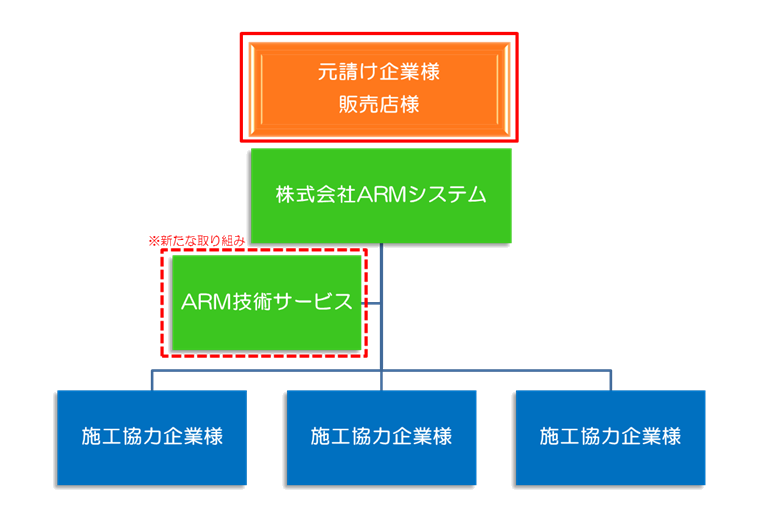 元請け企業様
販売店様
株式会社ARMシステム
※新たな取り組み
ARM技術サービス
施工協力企業様
施工協力企業様
施工協力企業様